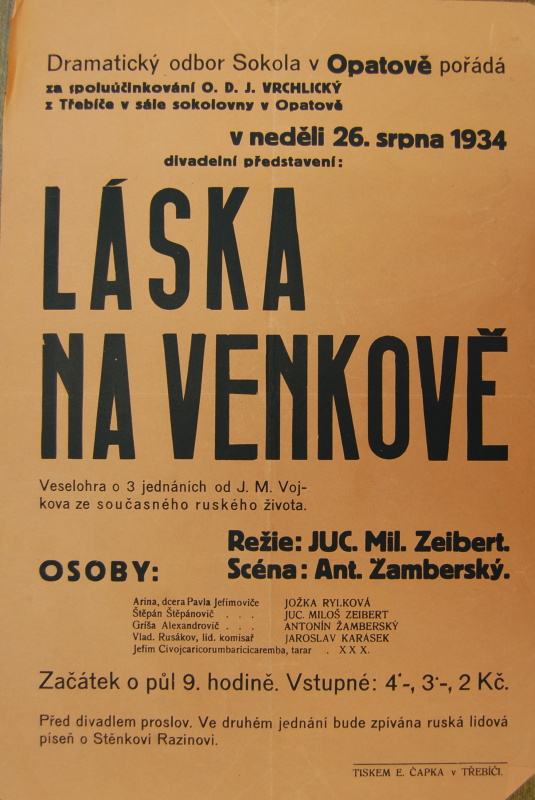 Dramatický odbor Sokola v Opatově pořádá
za spoluúčinkování O. D. J. VRCHLICKÝ
z Třebíče v sále sokolovny v Opatově
v neděli 26. srpna 1934
divadelní představení:
LÁSKA
NA VENKOVĚ
Veselohra o 3 jednáních od J. M. Voj-
kova ze současného ruského života.
Režie: JUC. Mil. Zeibert.
OSOBY: Scéna: Ant. Žamberský.
Arina, dcera Pavla Jefimoviče JOŽKA RYLKOVÁ
Štěpán Štěpánovič . . . JUC. MILOŠ ZEIBERT
Gríša Alexandrovič . . . ANTONÍN ŽAMBERSKÝ
Vlad. Rusákov, lid. komisař JAROSLAV KARÁSEK
Jefim Civojcaricorumbaricicaremba, tatar . X X X.
Začátek o půl 9. hodině. Vstupné: 4·-, 3·-, 2 Kč.
Před divadlem proslov. Ve druhém jednání bude zpívána ruská lidová
píseň o Stěnkovi Razinovi.
TISKEM E. ČAPKA v TŘEBÍČI.